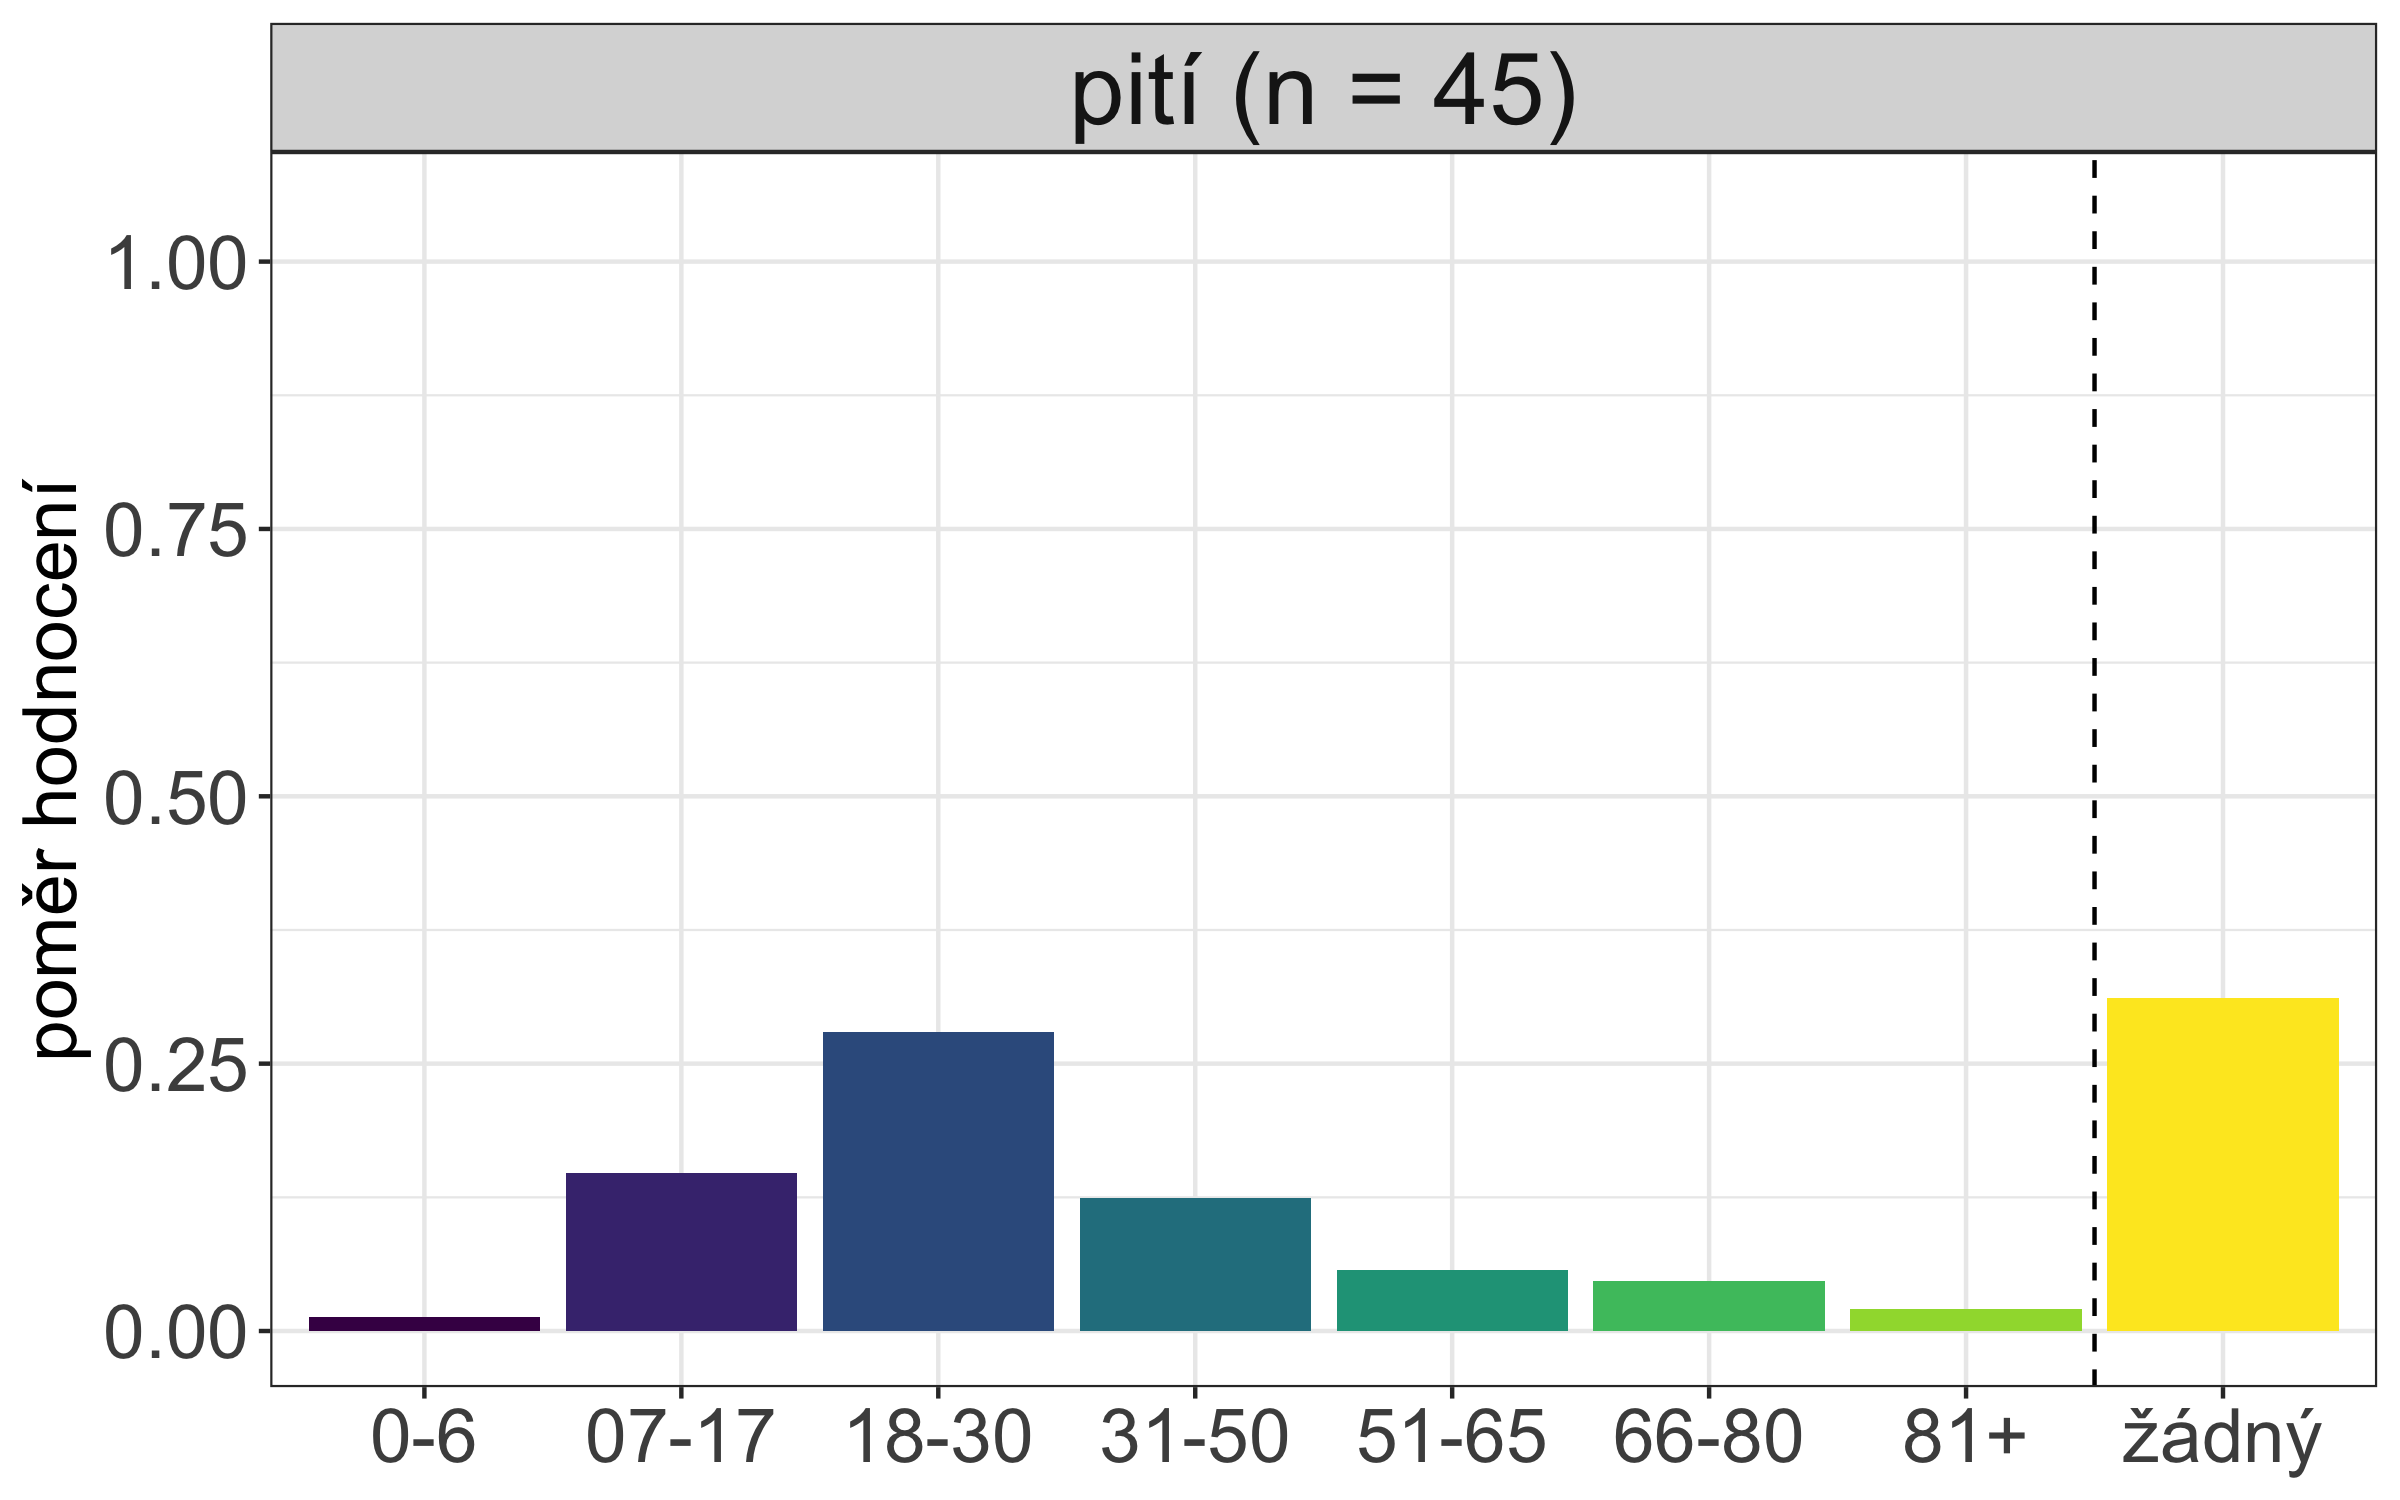 pití (n = 45)
poměr hodnocení
1.00
0.75
0.50
0.25
0.00
0-6 07-17 18-30 31-50 51-65 66-80 81+ žádný